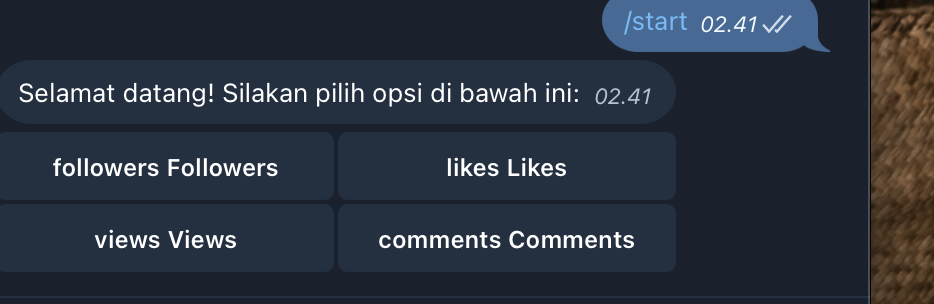 /start 02.41
Selamat datang! Silakan pilih opsi di bawah ini: 02.41
followers Followers
likes Likes
views Views
comments Comments